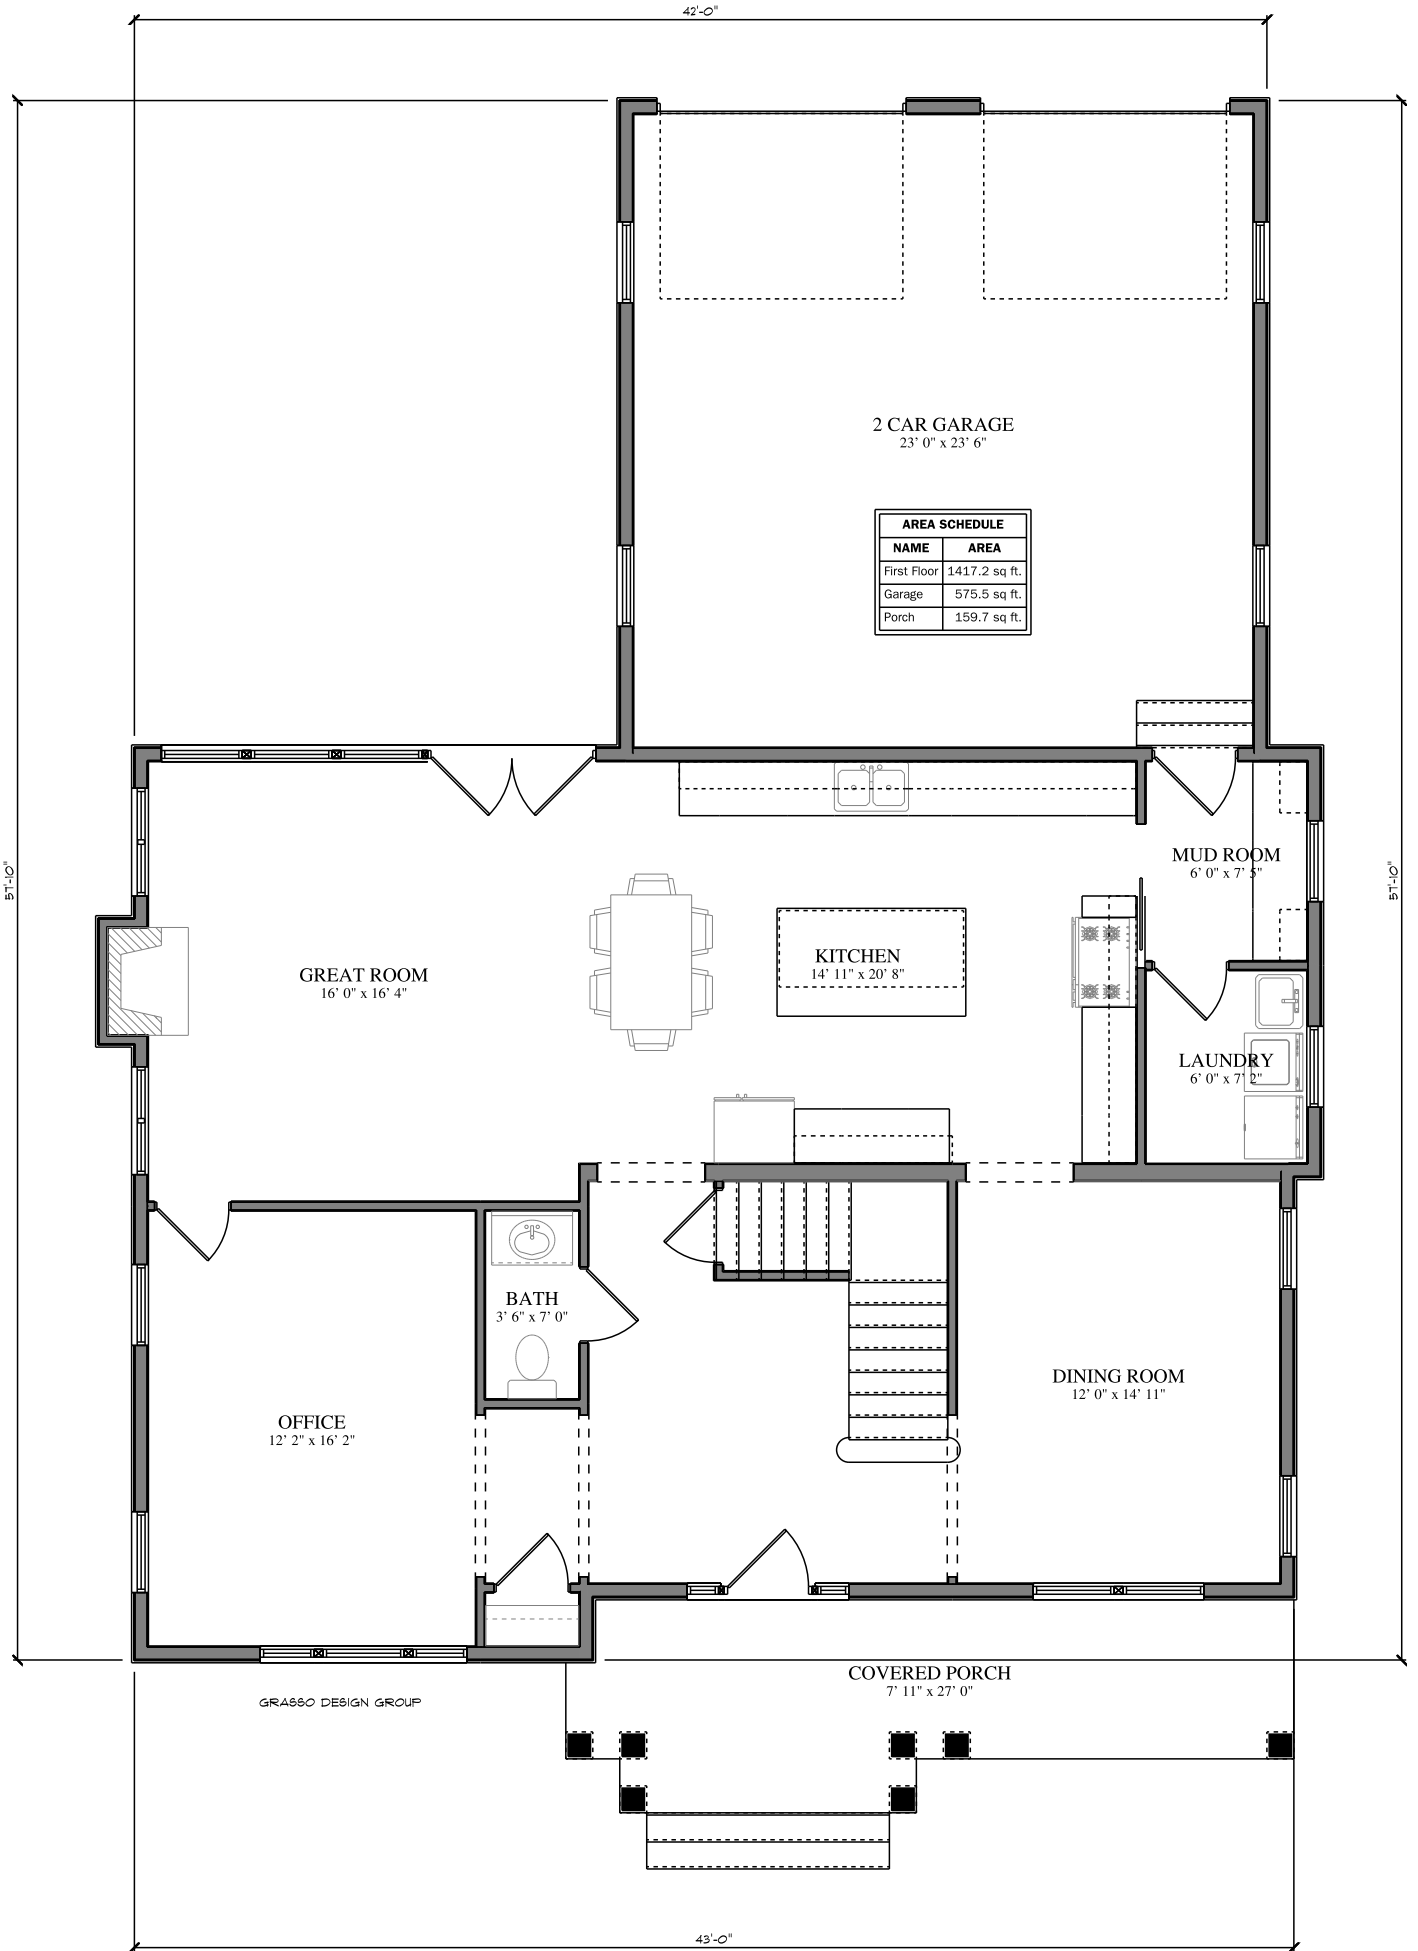 42'-0"
2 CAR GARAGE
23' 0" x 23' 6"
AREA SCHEDULE
NAME AREA
First Floor 1417.2 sq ft.
Garage 575.5 sq ft.
Porch 159.7 sq ft.
57'-10"
57'-10"
MUD ROOM
6' 0" x 7' 5"
KITCHEN
14' 11" x 20' 8"
GREAT ROOM
16' 0" x 16' 4"
LAUNDRY
6' 0" x 7' 2"
BATH
3' 6" x 7' 0"
DINING ROOM
12' 0" x 14' 11"
OFFICE
12' 2" x 16' 2"
COVERED PORCH
7' 11" x 27' 0"
GRASSO DESIGN GROUP
43'-0"